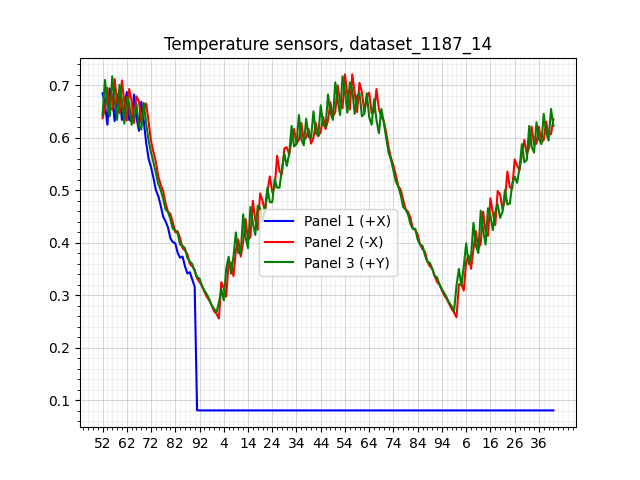 Temperature sensors, dataset_1187_14
0.7
0.6
0.5
0.4
0.3
0.2
0.1
Panel 1 (+X)
Panel 2 (-X)
Panel 3 (+Y)
52 62 72 82 92 4 14 24 34 44 54 64 74 84 94 6 16 26 36